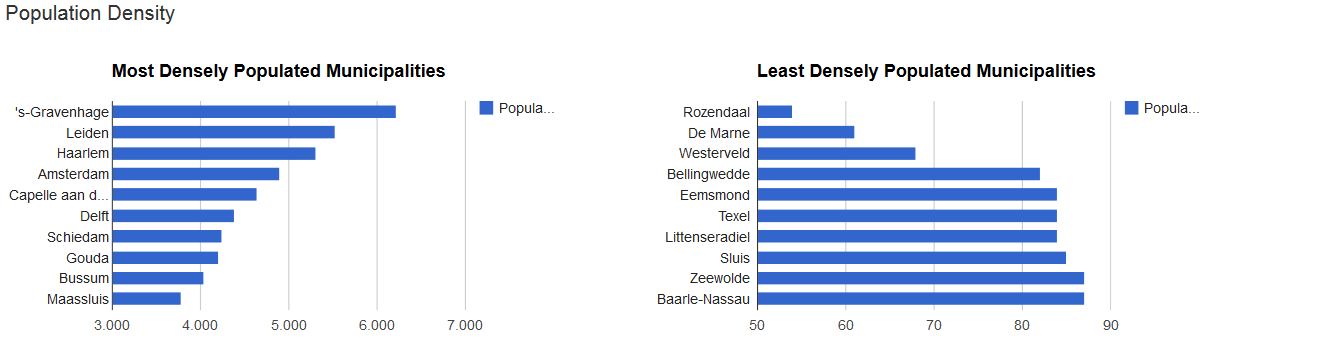 Population Density
Most Densely Populated Municipalities
's-Gravenhage
Leiden
Haarlem
Amsterdam
Capelle aan d...
Delft
Schiedam
Gouda
Bussum
Maassluis
3.000 4.000 5.000 6.000 7.000
Popula...
Least Densely Populated Municipalities
Rozendaal
De Marne
Westerveld
Bellingwedde
Eemsmond
Texel
Littenseradiel
Sluis
Zeewolde
Baarle-Nassau
50 60 70 80 90
Popula...